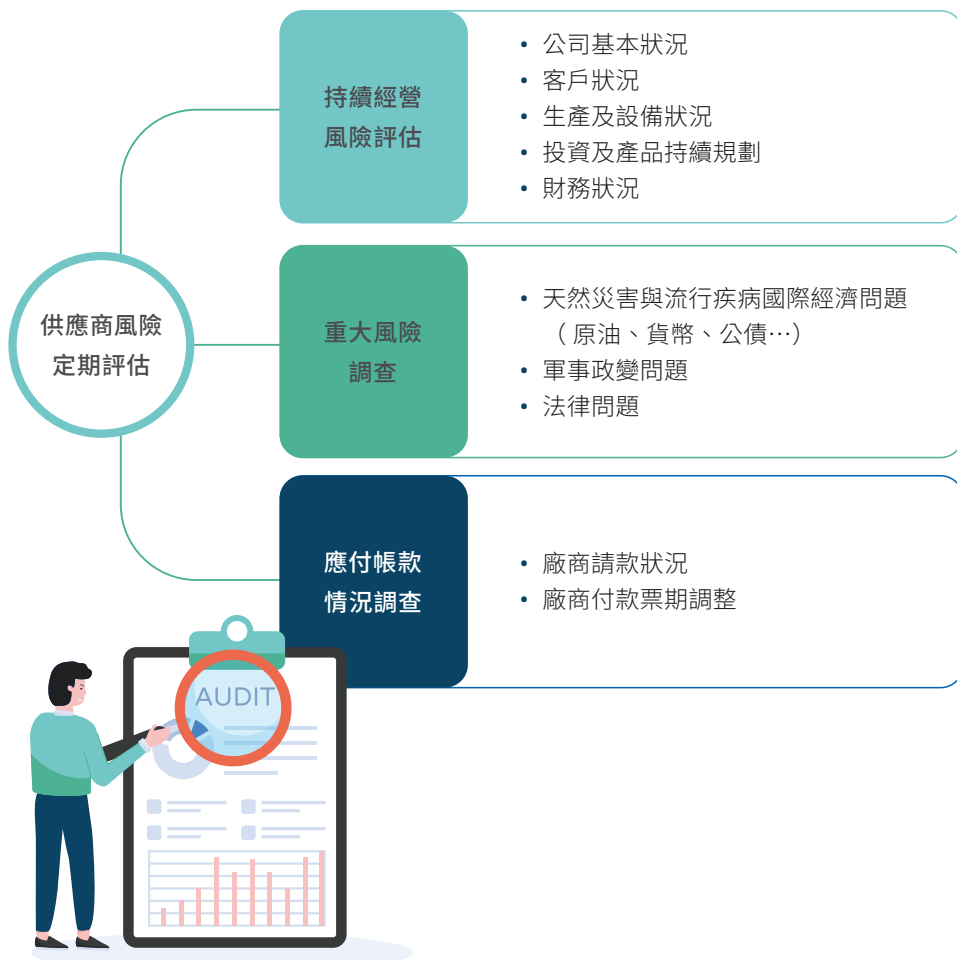 供應商風險
定期評估
持續經營
風險評估
• 公司基本狀況
• 客戶狀況
• 生產及設備狀況
• 投資及產品持續規劃
• 財務狀況
重大風險
調查
• 天然災害與流行疾病國際經濟問題
（ 原油、貨幣、公債…）
• 軍事政變問題
• 法律問題
應付帳款
情況調查
• 廠商請款狀況
• 廠商付款票期調整
AUDIT